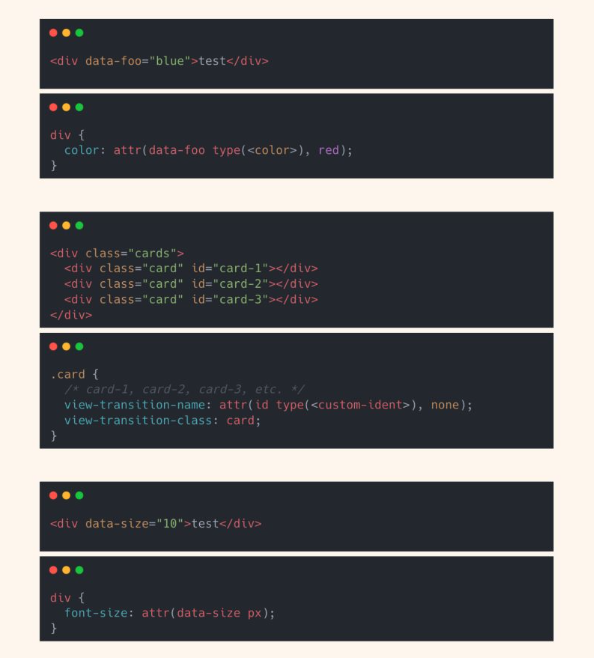 <div data-foo="blue">test</div>
div {
  color: attr(data-foo type(<color>), red);
}
<div class="cards">
  <div class="card" id="card-1"></div>
  <div class="card" id="card-2"></div>
  <div class="card" id="card-3"></div>
</div>
.card {
  /* card-1, card-2, card-3, etc. */
  view-transition-name: attr(id type(<custom-ident>), none);
  view-transition-class: card;
}
<div data-size="10">test</div>
div {
  font-size: attr(data-size px);
}